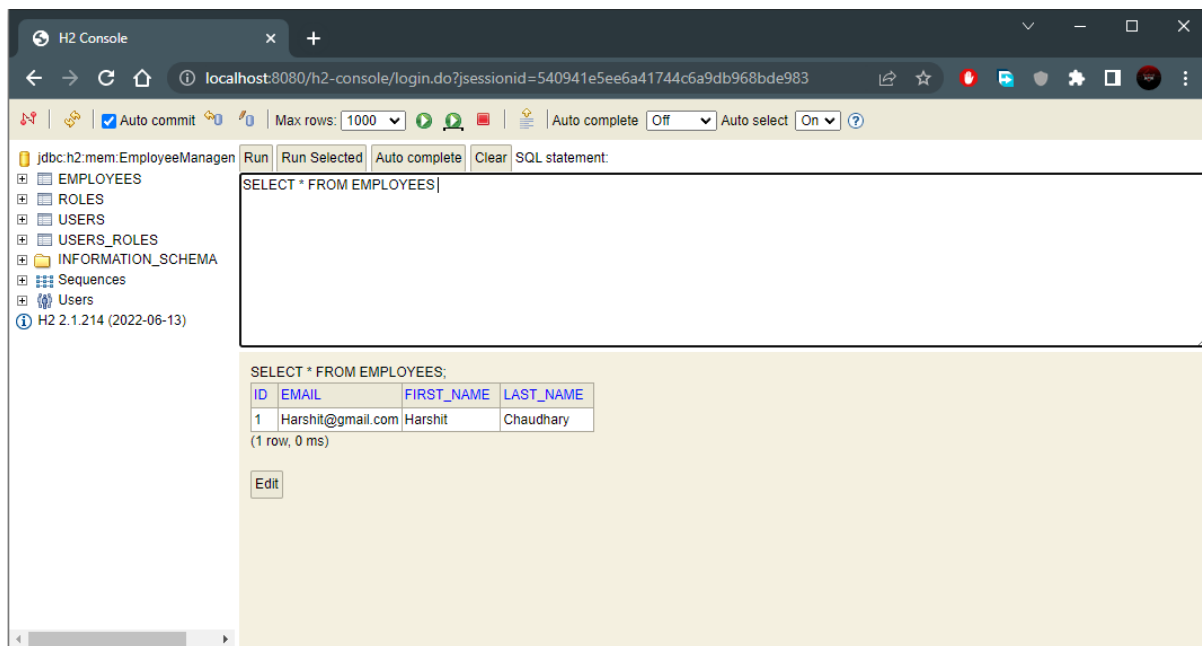 H2 Console
localhost:8080/h2-console/login.do?jsessionid=540941e5ee6a41744c6a9db968bde983
Auto commit Max rows: 1000 Auto complete Off Auto select On ?
jdbc:h2:mem:EmployeeManagen Run Run Selected Auto complete Clear SQL statement:
EMPLOYEES
ROLES
USERS
USERS_ROLES
INFORMATION_SCHEMA
Sequences
Users
H2 2.1.214 (2022-06-13)
SELECT * FROM EMPLOYEES
SELECT * FROM EMPLOYEES;
ID EMAIL FIRST_NAME LAST_NAME
1 Harshit@gmail.com Harshit Chaudhary
(1 row, 0 ms)
Edit